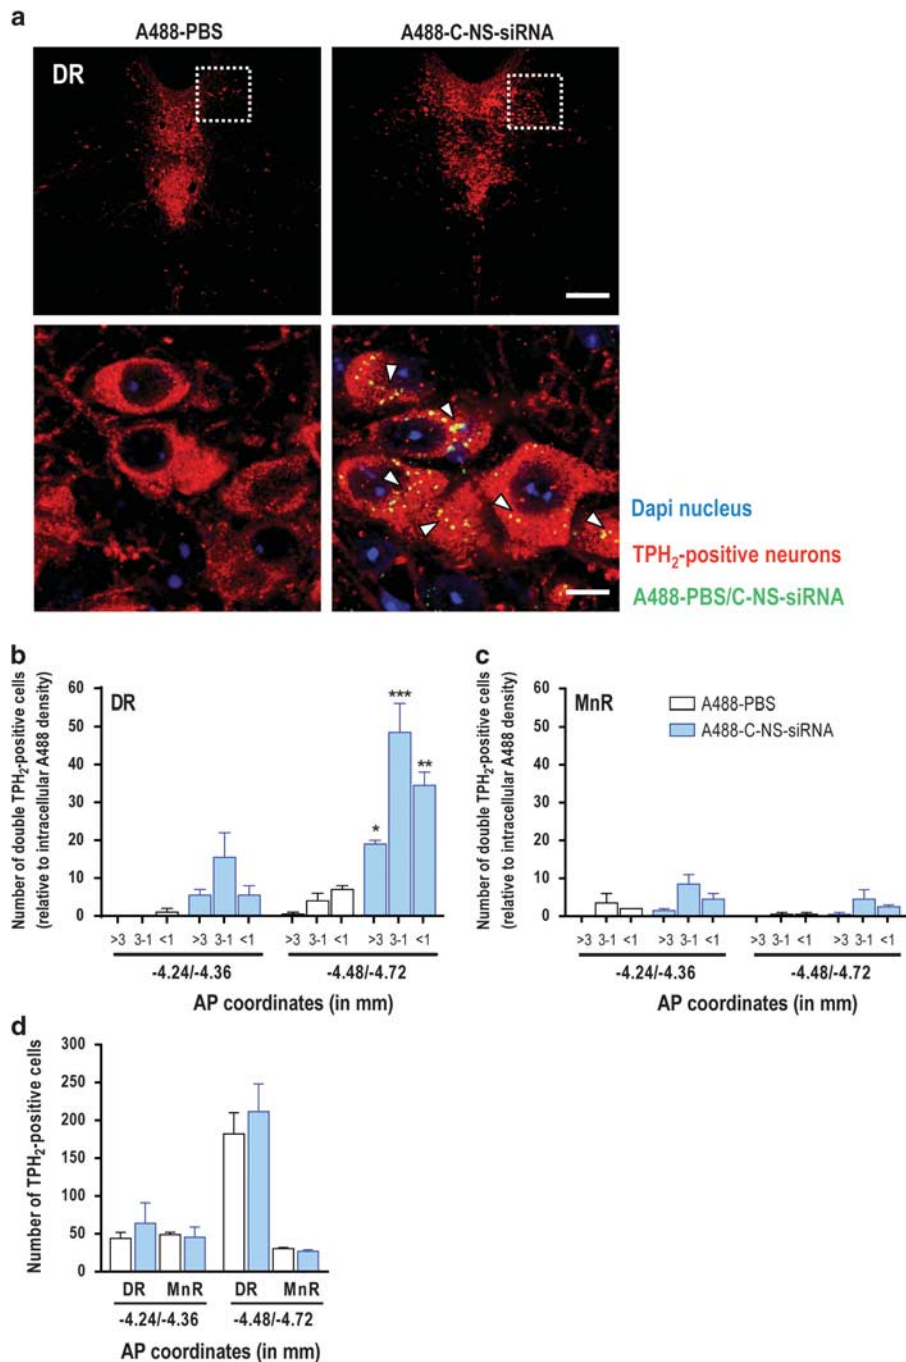 a
A488-PBS
A488-C-NS-siRNA
DR
Dapi nucleus
TPH2-positive neurons
A488-PBS/C-NS-siRNA
b
Number of double TPH2-positive cells
(relative to intracellular A488 density)
60
50
40
30
20
10
0
DR
*
***
**
>3 3-1 <1 >3 3-1 <1 >3 3-1 <1 >3 3-1 <1
-4.24/-4.36 -4.48/-4.72
AP coordinates (in mm)
c
Number of double TPH2-positive cells
(relative to intracellular A488 density)
60
50
40
30
20
10
0
MnR
A488-PBS
A488-C-NS-siRNA
>3 3-1 <1 >3 3-1 <1 >3 3-1 <1 >3 3-1 <1
-4.24/-4.36 -4.48/-4.72
AP coordinates (in mm)
d
Number of TPH2-positive cells
300
250
200
150
100
50
0
DR MnR DR MnR
-4.24/-4.36 -4.48/-4.72
AP coordinates (in mm)